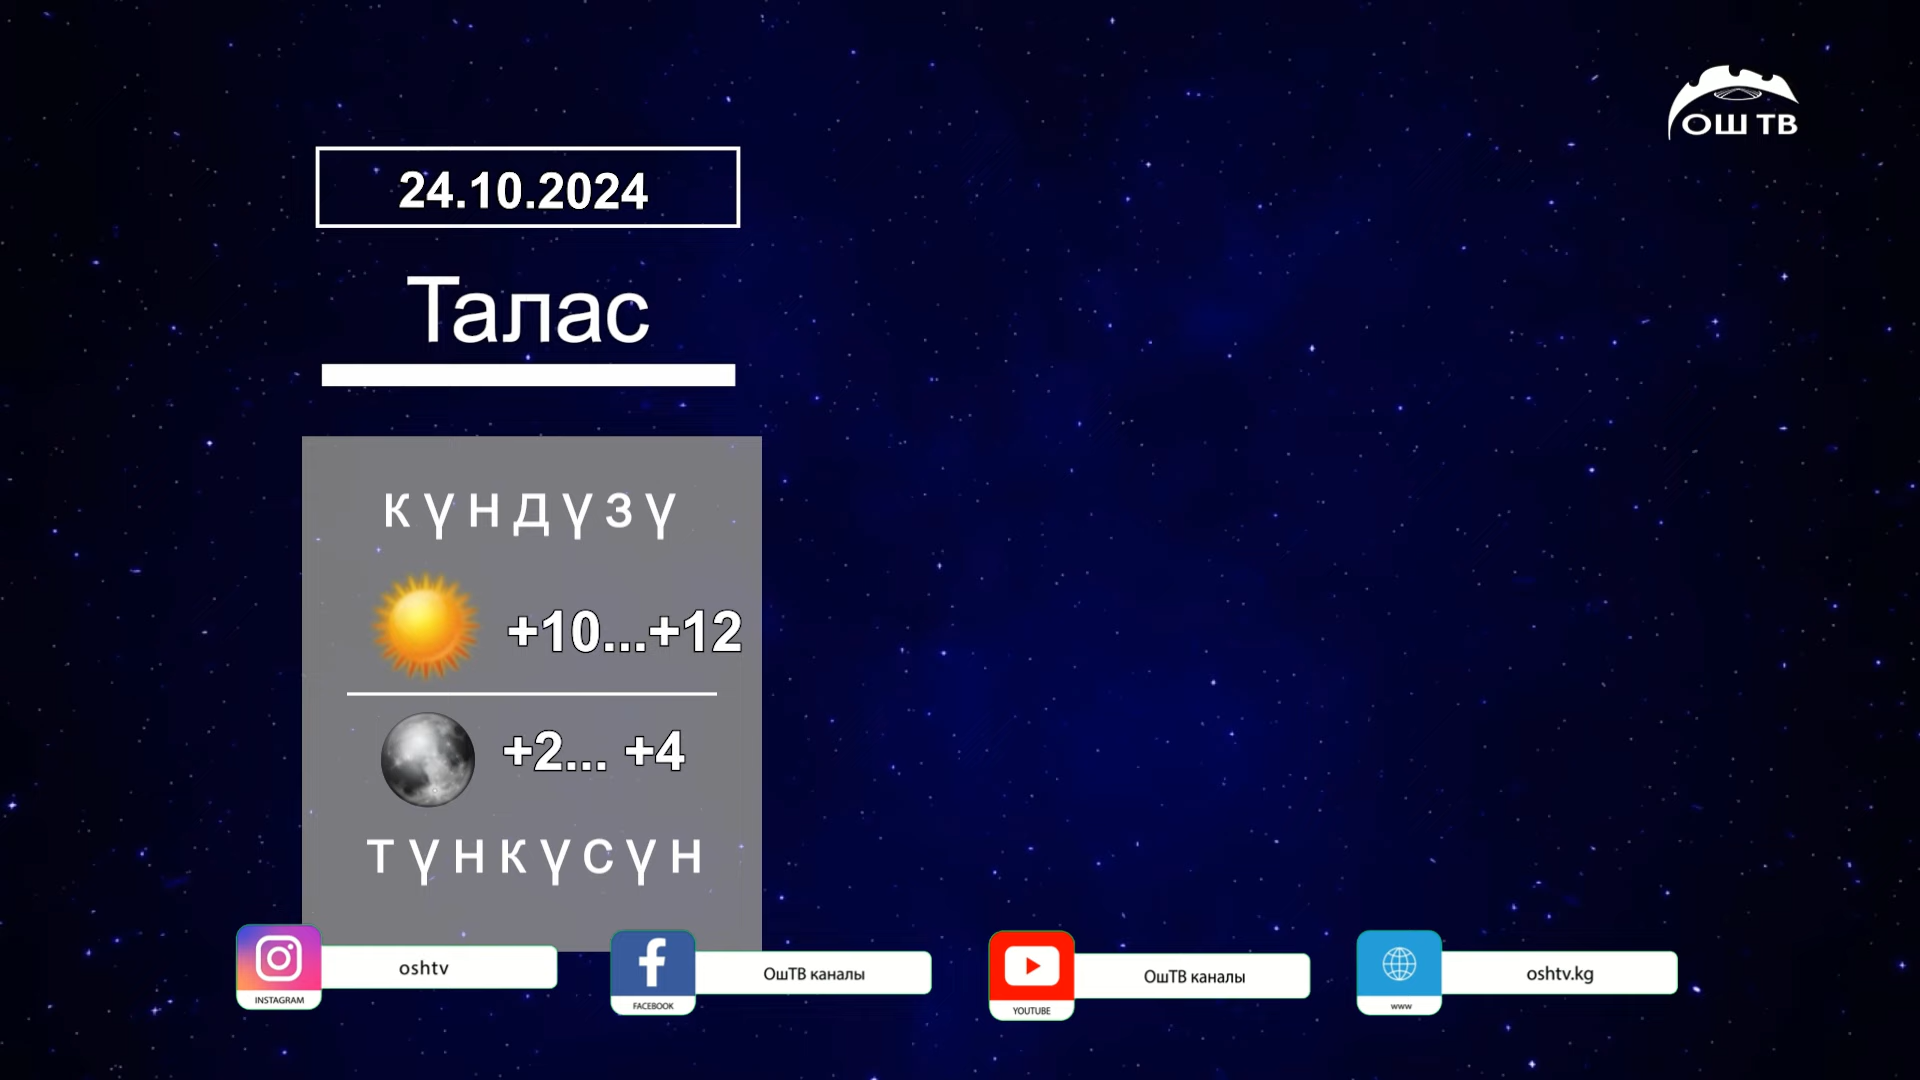 ОШ ТВ
24.10.2024
Талас
күндүзү
+10...+12
+2... +4
түнкүсүн
oshtv
INSTAGRAM
ОшТВ каналы
FACEBOOK
ОшТВ каналы
YOUTUBE
oshtv.kg
www